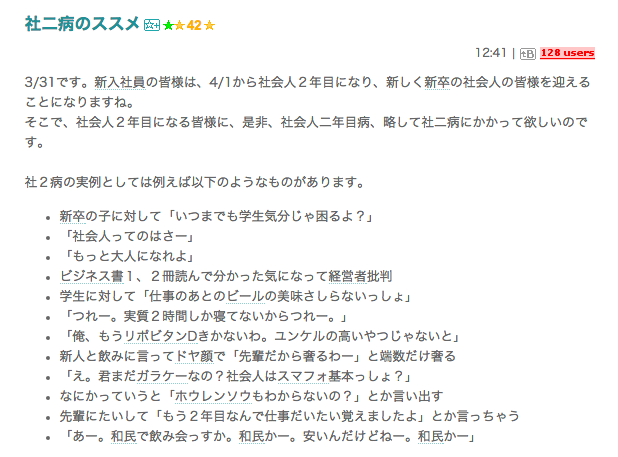 社二病のススメ ★42
12:41 | B 128 users
3/31です。新入社員の皆様は、4/1から社会人２年目になり、新しく新卒の社会人の皆様を迎える
ことになりますね。
そこで、社会人２年目になる皆様に、是非、社会人二年目病、略して社二病にかかって欲しいので
す。
社２病の実例としては例えば以下のようなものがあります。
• 新卒の子に対して「いつまでも学生気分じゃ困るよ？」
• 「社会人ってのはさー」
• 「もっと大人になれよ」
• ビジネス書１、２冊読んで分かった気になって経営者批判
• 学生に対して「仕事のあとのビールの美味さしらないっしょ」
• 「つれー。実質２時間しか寝てないからつれー。」
• 「俺、もうリポビタンDきかないわ。ユンケルの高いやつじゃないと」
• 新人と飲みに言ってドヤ顔で「先輩だから奢るわー」と端数だけ奢る
• 「え。君まだガラケーなの？社会人はスマフォ基本っしょ？」
• なにかっていうと「ホウレンソウもわからないの？」とか言い出す
• 先輩にたいして「もう２年目なんで仕事だいたい覚えましたよ」とか言っちゃう
• 「あー。和民で飲み会っすか。和民かー。安いんだけどねー。和民かー」